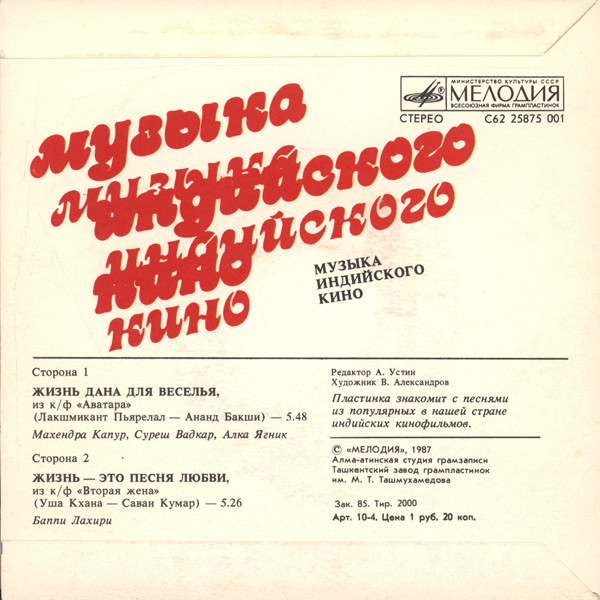 МИНИСТЕРСТВО КУЛЬТУРЫ СССР
МЕЛОДИЯ
ВСЕСОЮЗНАЯ ФИРМА ГРАМПЛАСТИНОК
СТЕРЕО С62 25875 001
музыка
музыка
индийского
индийского
кино
кино
МУЗЫКА
ИНДИЙСКОГО
КИНО
Сторона 1
ЖИЗНЬ ДАНА ДЛЯ ВЕСЕЛЬЯ,
из к/ф «Аватара»
(Лакшмикант Пьярелал — Ананд Бакши) — 5.48
Махендра Капур, Суреш Вадкар, Алка Ягник
Сторона 2
ЖИЗНЬ — ЭТО ПЕСНЯ ЛЮБВИ,
из к/ф «Вторая жена»
(Уша Кхана — Саван Кумар) — 5.26
Баппи Лахири
Редактор А. Устин
Художник В. Александров
Пластинка знакомит с песнями
из популярных в нашей стране
индийских кинофильмов.
© «МЕЛОДИЯ», 1987
Алма-атинская студия грамзаписи
Ташкентский завод грампластинок
им. М. Т. Ташмухамедова
Зак. 85. Тир. 2000
Арт. 10-4. Цена 1 руб. 20 коп.